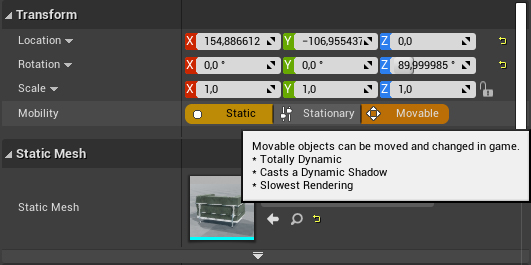 Transform
Location X 154,886612 Y -106,955437 Z 0,0
Rotation X 0,0 ° Y 0,0 ° Z 89,999985 °
Scale X 1,0 Y 1,0 Z 1,0
Mobility Static Stationary Movable
Movable objects can be moved and changed in game.
* Totally Dynamic
* Casts a Dynamic Shadow
* Slowest Rendering
Static Mesh
Static Mesh